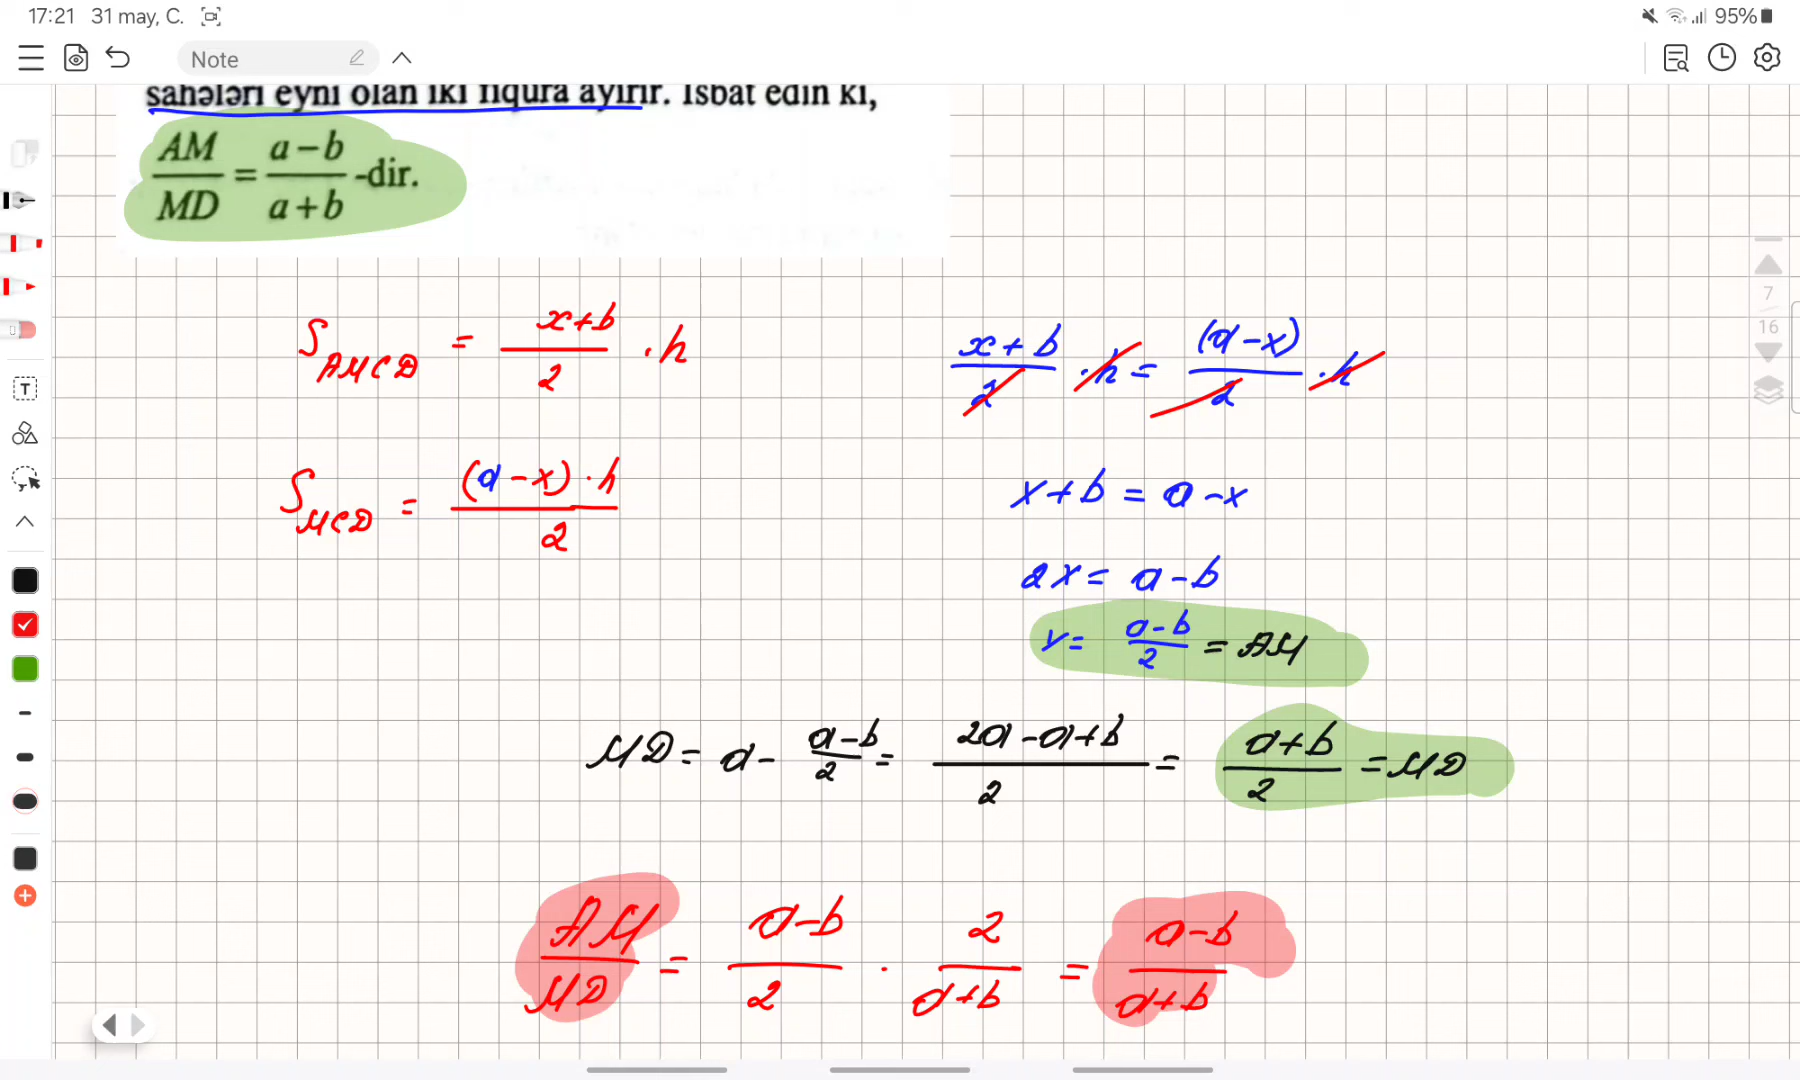 17:21 31 may, C. 95%
Note
sahələri eyni olan iki fiqura ayırır. İsbat edin ki,
AM/MD = (a−b)/(a+b) -dir.
S_AMCD = (x+b)/2 · h
(x+b)/2 · h = (a−x)/2 · h
S_MCD = ((a−x) · h)/2
x+b = a−x
2x = a−b
x = (a−b)/2 = AM
MD = a − (a−b)/2 = (2a−a+b)/2 = (a+b)/2 = MD
AM/MD = (a−b)/2 · 2/(a+b) = (a−b)/(a+b)
7
16
T